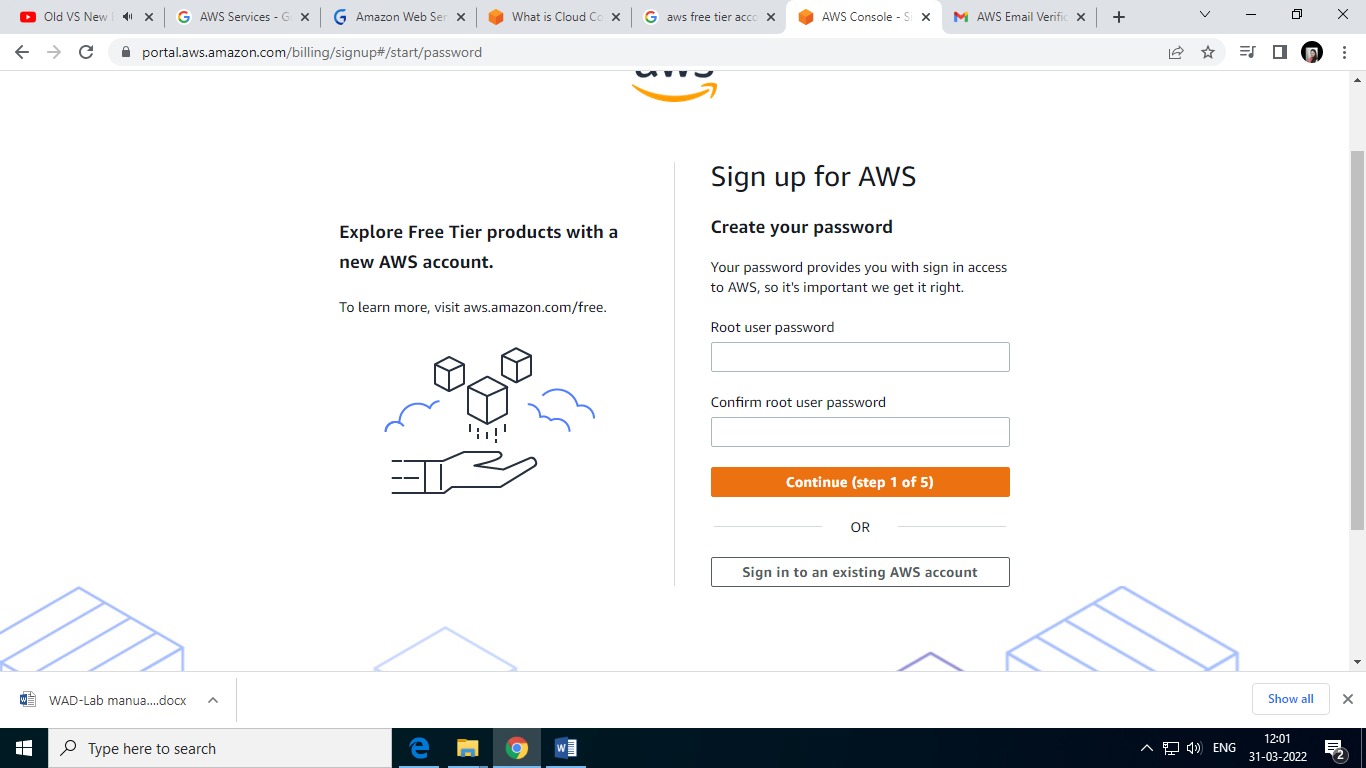 Old VS New
AWS Services - G
Amazon Web Ser
What is Cloud Co
aws free tier acco
AWS Console - Si
AWS Email Verific
portal.aws.amazon.com/billing/signup#/start/password
aws
Explore Free Tier products with a
new AWS account.
To learn more, visit aws.amazon.com/free.
Sign up for AWS
Create your password
Your password provides you with sign in access
to AWS, so it's important we get it right.
Root user password
Confirm root user password
Continue (step 1 of 5)
OR
Sign in to an existing AWS account
WAD-Lab manua....docx
Show all
Type here to search
ENG
12:01
31-03-2022
2